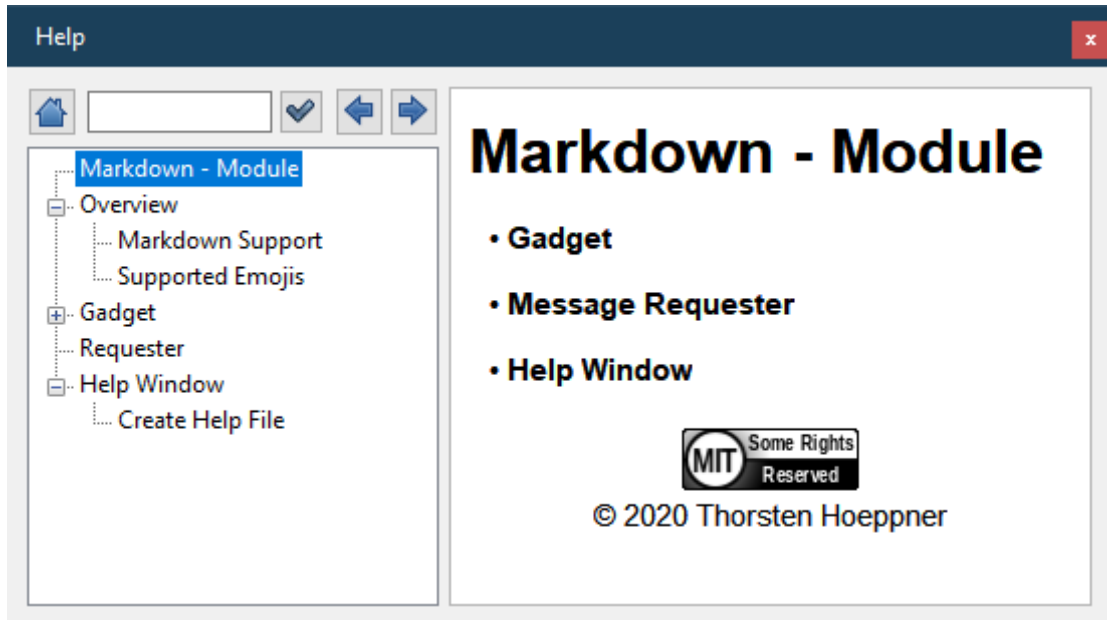 Help
x
Markdown - Module
Overview
Markdown Support
Supported Emojis
Gadget
Requester
Help Window
Create Help File
Markdown - Module
• Gadget
• Message Requester
• Help Window
MIT
Some Rights
Reserved
© 2020 Thorsten Hoeppner